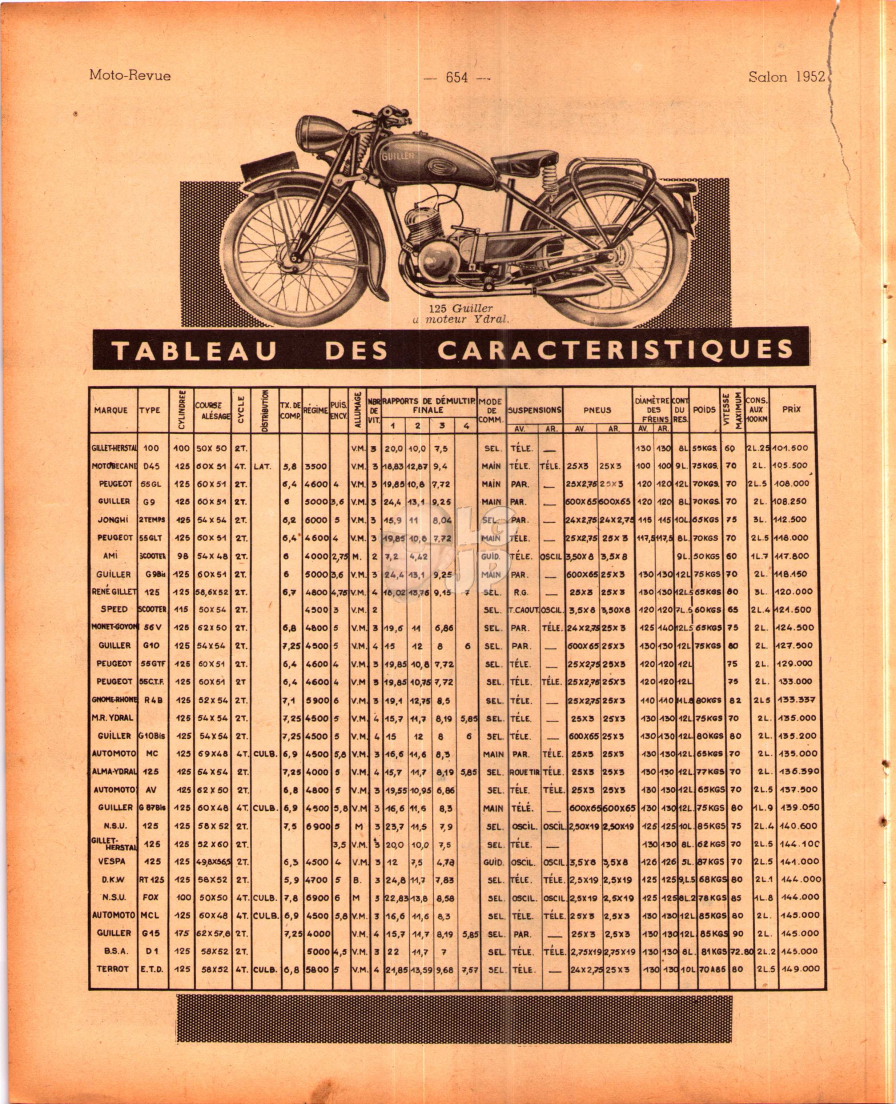 Moto-Revue — 654 — Salon 1952
GUILLER
125 Guiller
à moteur Ydral.
TABLEAU DES CARACTERISTIQUES
MARQUE TYPE CYLINDREE COURSE ALÉSAGE CYCLE DISTRIBUTION TX. DE COMP. RÉGIME PUIS. ENCV. ALLUMAGE NBR DE VIT. RAPPORTS DE DÉMULTIP. FINALE 1 2 3 4 MODE DE COMM. SUSPENSIONS AV. AR. PNEUS AV. AR. DIAMÈTRE DES FREINS AV. AR. CONT DU RES. POIDS VITESSE MAXIMUM CONS. AUX 100KM PRIX
GILLET-HERSTAL 100 100 50X50 2T. V.M. 3 20,0 10,0 7,5 SEL. TÉLE. — 130 130 8L 55KGS. 60 2L.25 101.500
MOTOBECANE D45 125 60X51 4T. LAT. 5,8 3500 V.M. 3 18,83 12,87 9,4 MAIN TÉLE. TÉLE. 25X3 25X3 100 100 9L. 75KGS. 70 2L. 105.500
PEUGEOT 55GL 125 60X51 2T. 6,4 4600 4 V.M. 3 19,85 10,8 7,72 MAIN PAR. — 25X2,75 25X3 120 120 12L 70KGS. 70 2L.5 108.000
GUILLER G9 125 60X51 2T. 6 5000 3,6 V.M. 3 24,4 13,1 9,25 MAIN PAR. — 600X65 600X65 120 120 8L 70KGS 70 2L. 108.250
JONGHI 2TEMPS 125 54X54 2T. 6,2 6000 5 V.M. 3 15,9 11 8,04 SEL. PAR. — 24X2,75 24X2,75 115 115 10L 65KGS 75 3L. 112.500
PEUGEOT 55GLT 125 60X51 2T. 6,4 4600 4 V.M. 3 19,85 10,8 7,72 MAIN TÉLE. — 25X2,75 25X3 117,5 117,5 8L. 70KGS 70 2L.5 118.000
AMI SCOOTER 98 54X48 2T. 6 4000 2,75 M. 2 7,2 4,42 GUID. TÉLE. OSCIL 3,50X8 3,5X8 9L. 50KGS 60 1L.7 117.800
GUILLER G9Bis 125 60X51 2T. 6 5000 3,6 V.M. 3 24,4 13,1 9,25 MAIN PAR. — 600X65 25X3 130 130 12L 75KGS 70 2L. 118.150
RENÉ GILLET 125 125 58,6X52 2T. 6,7 4800 4,75 V.M. 4 18,02 13,76 9,15 7 SEL. R.G. — 25X3 25X3 130 130 12L.5 65KGS 80 3L. 120.000
SPEED SCOOTER 115 50X54 2T. 4500 3 V.M. 2 SEL. T.CAOUT. OSCIL. 3,5X8 3,50X8 120 120 7L.5 60KGS 65 2L.4 121.500
MONET-GOYON S6V 125 62X50 2T. 6,8 4800 5 V.M. 3 19,6 11 6,86 SEL. PAR. TÉLE. 24X2,75 25X3 125 140 12L.5 65KGS 75 2L. 124.500
GUILLER G10 125 54X54 2T. 7,25 4500 5 V.M. 4 15 12 8 6 SEL. PAR. — 600X65 25X3 130 130 12L 75KGS 80 2L. 127.500
PEUGEOT 55GTF 125 60X51 2T. 6,4 4600 4 V.M. 3 19,85 10,8 7,72 SEL. TÉLE. — 25X2,75 25X3 120 120 12L 75 2L. 129.000
PEUGEOT 55C.T.F. 125 60X51 2T 6,4 4600 4 V.M. 3 19,85 10,75 7,72 SEL. TÉLE. TÉLE. 25X2,75 25X3 120 120 12L 75 2L. 133.000
GNOME-RHONE R4B 125 52X54 2T. 7,1 5900 6 V.M. 3 19,1 12,75 8,5 SEL. TÉLE. — 25X2,75 25X3 110 110 11L8 80KGS 82 2L5 133.337
M.R. YDRAL 125 54X54 2T. 7,25 4500 5 V.M. 4 15,7 11,7 8,19 5,85 SEL. TÉLE. — 25X3 25X3 130 130 12L 75KGS 70 2L. 135.000
GUILLER G10Bis 125 54X54 2T. 7,25 4500 5 V.M. 4 15 12 8 6 SEL. TÉLE. — 600X65 25X3 130 130 12L 80KGS 80 2L. 135.200
AUTOMOTO MC 125 69X48 4T. CULB. 6,9 4500 5,8 V.M. 3 16,6 11,6 8,3 MAIN PAR. TÉLE. 25X3 25X3 130 130 12L 65KGS 70 2L. 135.000
ALMA-YDRAL 125 125 54X54 2T. 7,25 4000 5 V.M. 4 15,7 11,7 8,19 5,85 SEL. ROUETIR TÉLE. 25X3 25X3 130 130 12L 77KGS 70 2L. 136.390
AUTOMOTO AV 125 62X50 2T. 6,8 4800 5 V.M. 3 19,55 10,95 6,86 SEL. TÉLE. TÉLE. 25X3 25X3 130 130 12L 65KGS 70 2L.5 137.500
GUILLER G87Bis 125 60X48 4T. CULB. 6,9 4500 5,8 V.M. 3 16,6 11,6 8,3 MAIN TÉLÉ. — 600X65 600X65 130 130 12L. 75KGS 80 1L.9 139.050
N.S.U. 125 125 58X52 2T. 7,5 6900 5 M 3 23,7 11,5 7,9 SEL. OSCIL. OSCIL 2,50X19 2,50X19 125 125 10L. 85KGS 75 2L.4 140.600
GILLET-HERSTAL 125 125 52X60 2T. 3,5 V.M. 3 20,0 10,0 7,5 SEL. TÉLE. — 130 130 8L. 62KGS 70 2L.5 144.100
VESPA 125 125 49,8X56,5 2T. 6,3 4500 4 V.M. 3 12 7,5 4,78 GUID. OSCIL. OSCIL. 3,5X8 3,5X8 126 126 5L. 87KGS 70 2L.5 141.000
D.K.W RT125 125 58X52 2T. 5,9 4700 5 B. 3 24,8 11,7 7,83 SEL. TÉLE. TÉLE. 2,5X19 2,5X19 125 125 9L.5 68KGS 80 2L.1 144.000
N.S.U. FOX 100 50X50 4T. CULB. 7,8 6900 6 M 3 22,83 13,8 8,58 SEL. OSCIL. OSCIL. 2,5X19 2,5X19 125 125 8L.2 78KGS 85 1L.8 144.000
AUTOMOTO MCL 125 60X48 4T. CULB. 6,9 4500 5,8 V.M. 3 16,6 11,6 8,3 SEL. TÉLE. TÉLE. 25X3 2,5X3 130 130 12L 85KGS 80 2L. 145.000
GUILLER G15 175 62X57,8 2T. 7,25 4000 V.M. 4 15,7 11,7 8,19 5,85 SEL. PAR. — 25X3 2,5X3 130 130 12L 85KGS 90 2L. 145.000
B.S.A. D1 125 58X52 2T. 5000 4,5 V.M. 3 22 11,7 7 SEL. TÉLE. TÉLE. 2,75X19 2,75X19 130 130 8L. 81KGS 72.80 2L.2 145.000
TERROT E.T.D. 125 58X52 4T. CULB. 6,8 5800 5 V.M. 4 21,85 13,59 9,68 7,57 SEL. TÉLE. — 24X2,75 25X3 130 130 10L 70A85 80 2L.5 149.000